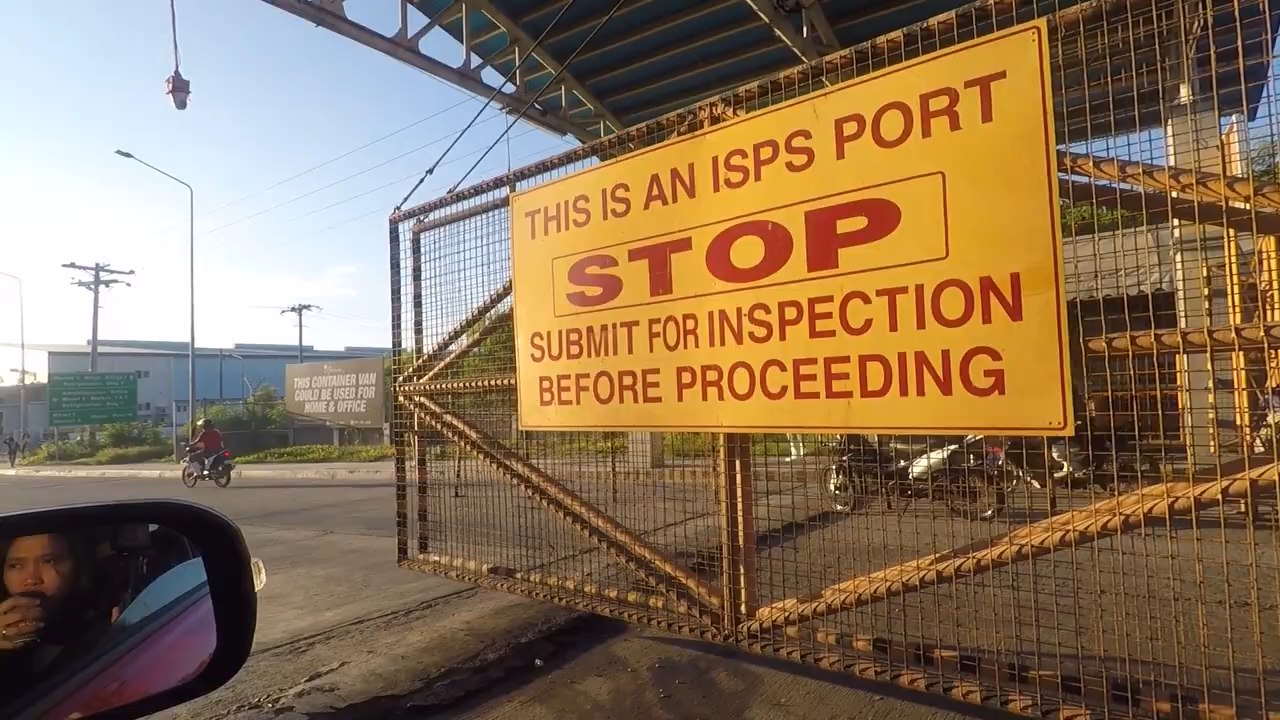 THIS IS AN ISPS PORT
STOP
SUBMIT FOR INSPECTION
BEFORE PROCEEDING
THIS CONTAINER VAN
COULD BE USED FOR
HOME & OFFICE